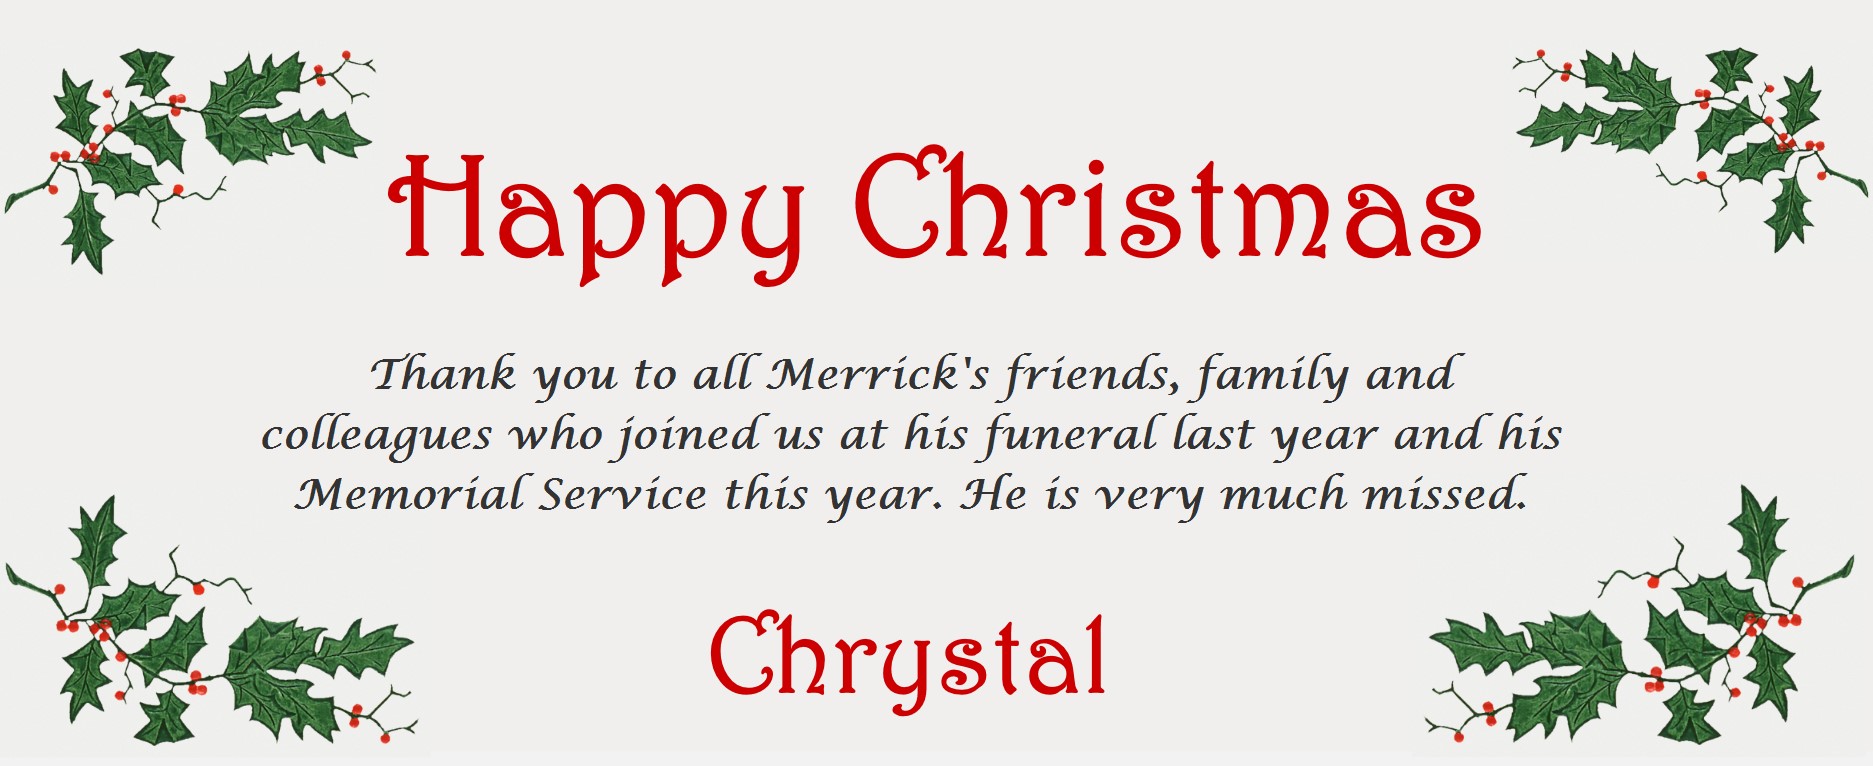 Happy Christmas
Thank you to all Merrick's friends, family and
colleagues who joined us at his funeral last year and his
Memorial Service this year. He is very much missed.
Chrystal